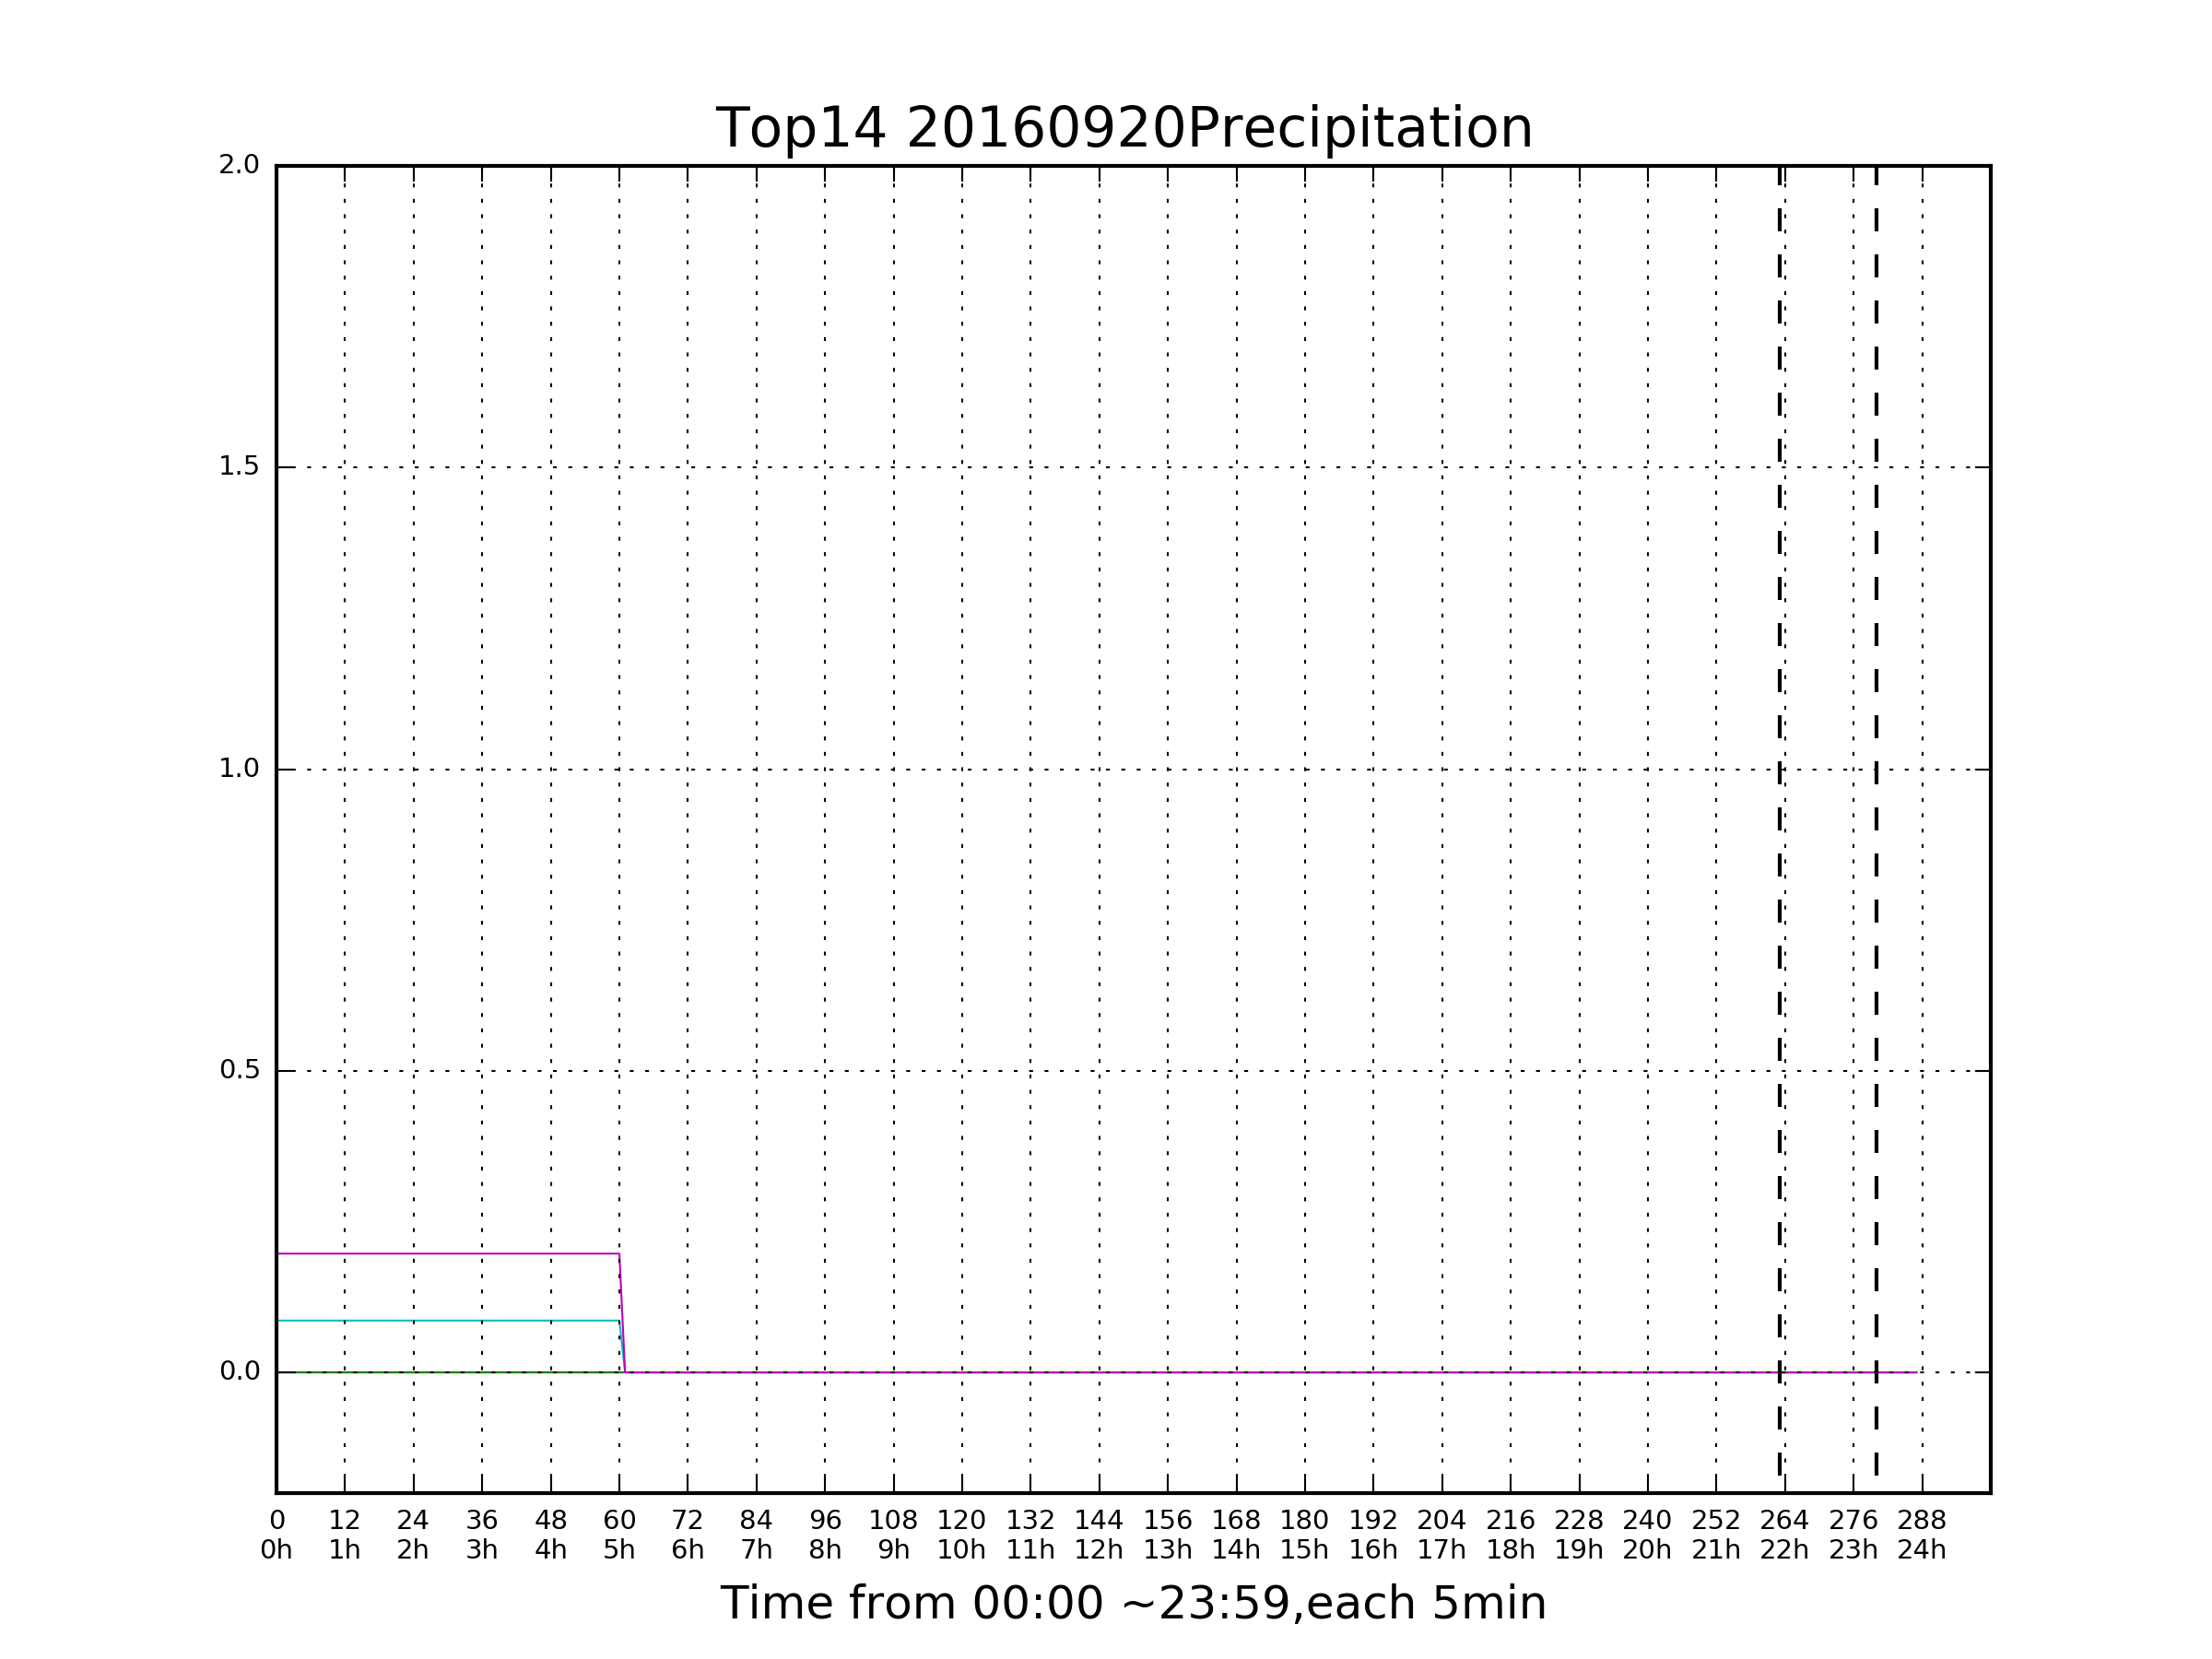 Top14 20160920Precipitation
2.0
1.5
1.0
0.5
0.0
0 12 24 36 48 60 72 84 96 108 120 132 144 156 168 180 192 204 216 228 240 252 264 276 288
0h 1h 2h 3h 4h 5h 6h 7h 8h 9h 10h 11h 12h 13h 14h 15h 16h 17h 18h 19h 20h 21h 22h 23h 24h
Time from 00:00 ~23:59,each 5min